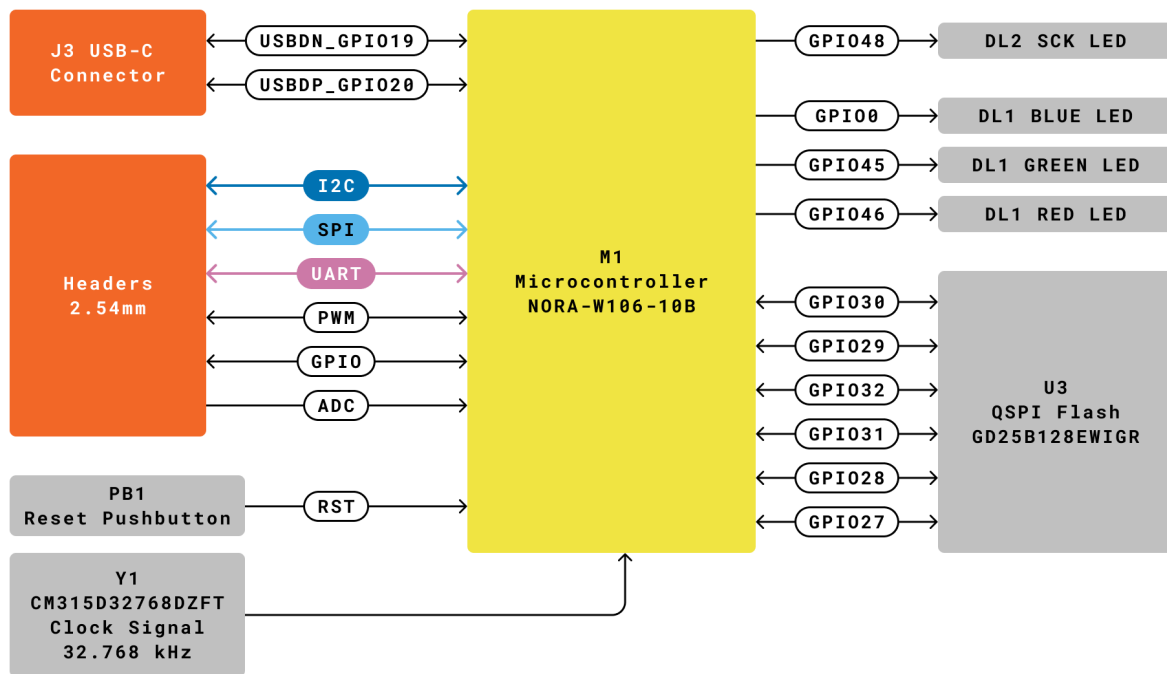 J3 USB-C
Connector
USBDN_GPIO19
USBDP_GPIO20
Headers
2.54mm
I2C
SPI
UART
PWM
GPIO
ADC
PB1
Reset Pushbutton
RST
Y1
CM315D32768DZFT
Clock Signal
32.768 kHz
M1
Microcontroller
NORA-W106-10B
GPIO48
DL2 SCK LED
GPIO0
DL1 BLUE LED
GPIO45
DL1 GREEN LED
GPIO46
DL1 RED LED
GPIO30
GPIO29
GPIO32
GPIO31
GPIO28
GPIO27
U3
QSPI Flash
GD25B128EWIGR